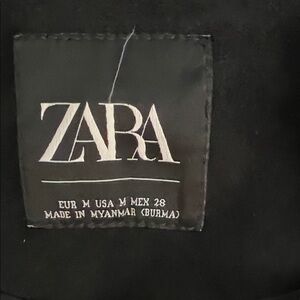 ZARA
EUR M USA M MEX 28
MADE IN MYANMAR (BURMA)